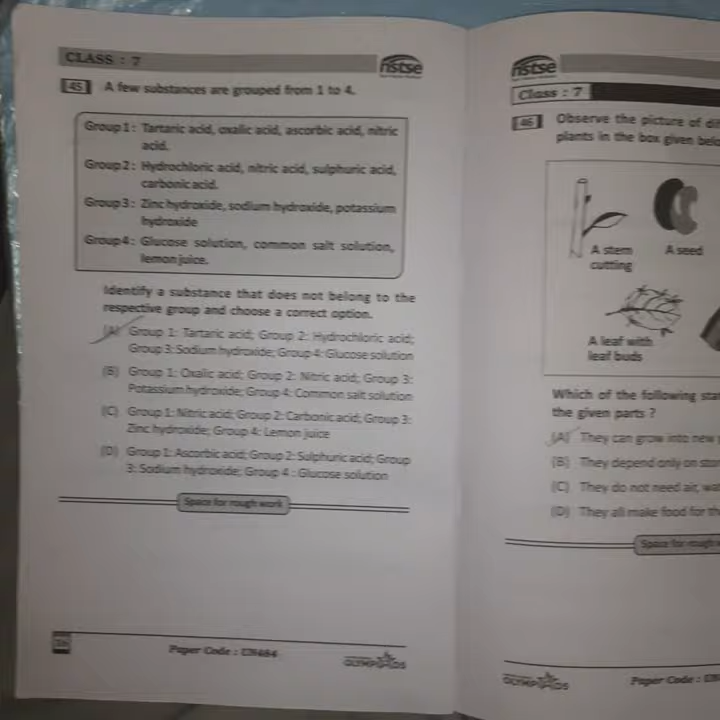 CLASS : 7
nstse
45 A few substances are grouped from 1 to 4.
Group 1 : Tartaric acid, oxalic acid, ascorbic acid, nitric
acid.
Group 2 : Hydrochloric acid, nitric acid, sulphuric acid,
carbonic acid.
Group 3 : Zinc hydroxide, sodium hydroxide, potassium
hydroxide
Group 4 : Glucose solution, common salt solution,
lemon juice.
Identify a substance that does not belong to the
respective group and choose a correct option.
(A) Group 1: Tartaric acid; Group 2: Hydrochloric acid;
Group 3: Sodium hydroxide; Group 4: Glucose solution
(B) Group 1: Oxalic acid; Group 2: Nitric acid; Group 3:
Potassium hydroxide; Group 4: Common salt solution
(C) Group 1: Nitric acid; Group 2: Carbonic acid; Group 3:
Zinc hydroxide; Group 4: Lemon juice
(D) Group 1: Ascorbic acid; Group 2: Sulphuric acid; Group
3: Sodium hydroxide; Group 4 : Glucose solution
Space for rough work
16
Paper Code : UN484
OLYMPIADS
nstse
Class : 7
46 Observe the picture of
plants in the box given
A stem
cutting
A seed
A leaf with
leaf buds
Which of the following
the given parts ?
(A) They can grow into new
(B) They depend only on
(C) They do not need air,
(D) They all make food for
Space for rough
OLYMPIADS
Paper Code :